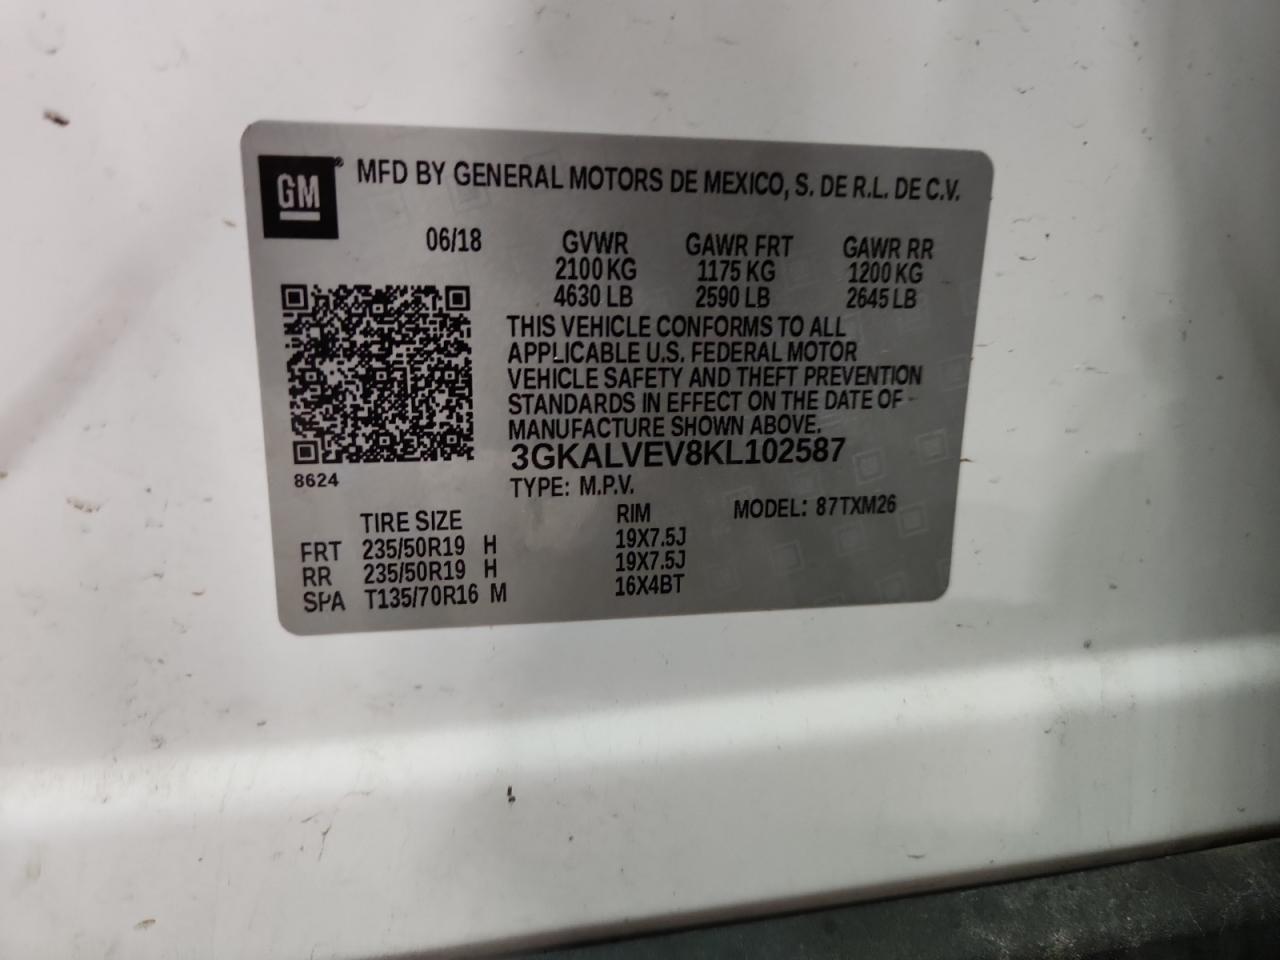 GM® MFD BY GENERAL MOTORS DE MEXICO, S. DE R.L. DE C.V.
06/18 GVWR GAWR FRT GAWR RR
2100 KG 1175 KG 1200 KG
4630 LB 2590 LB 2645 LB
THIS VEHICLE CONFORMS TO ALL
APPLICABLE U.S. FEDERAL MOTOR
VEHICLE SAFETY AND THEFT PREVENTION
STANDARDS IN EFFECT ON THE DATE OF
MANUFACTURE SHOWN ABOVE.
3GKALVEV8KL102587
8624
TYPE: M.P.V.
TIRE SIZE RIM MODEL: 87TXM26
FRT 235/50R19 H 19X7.5J
RR 235/50R19 H 19X7.5J
SPA T135/70R16 M 16X4BT